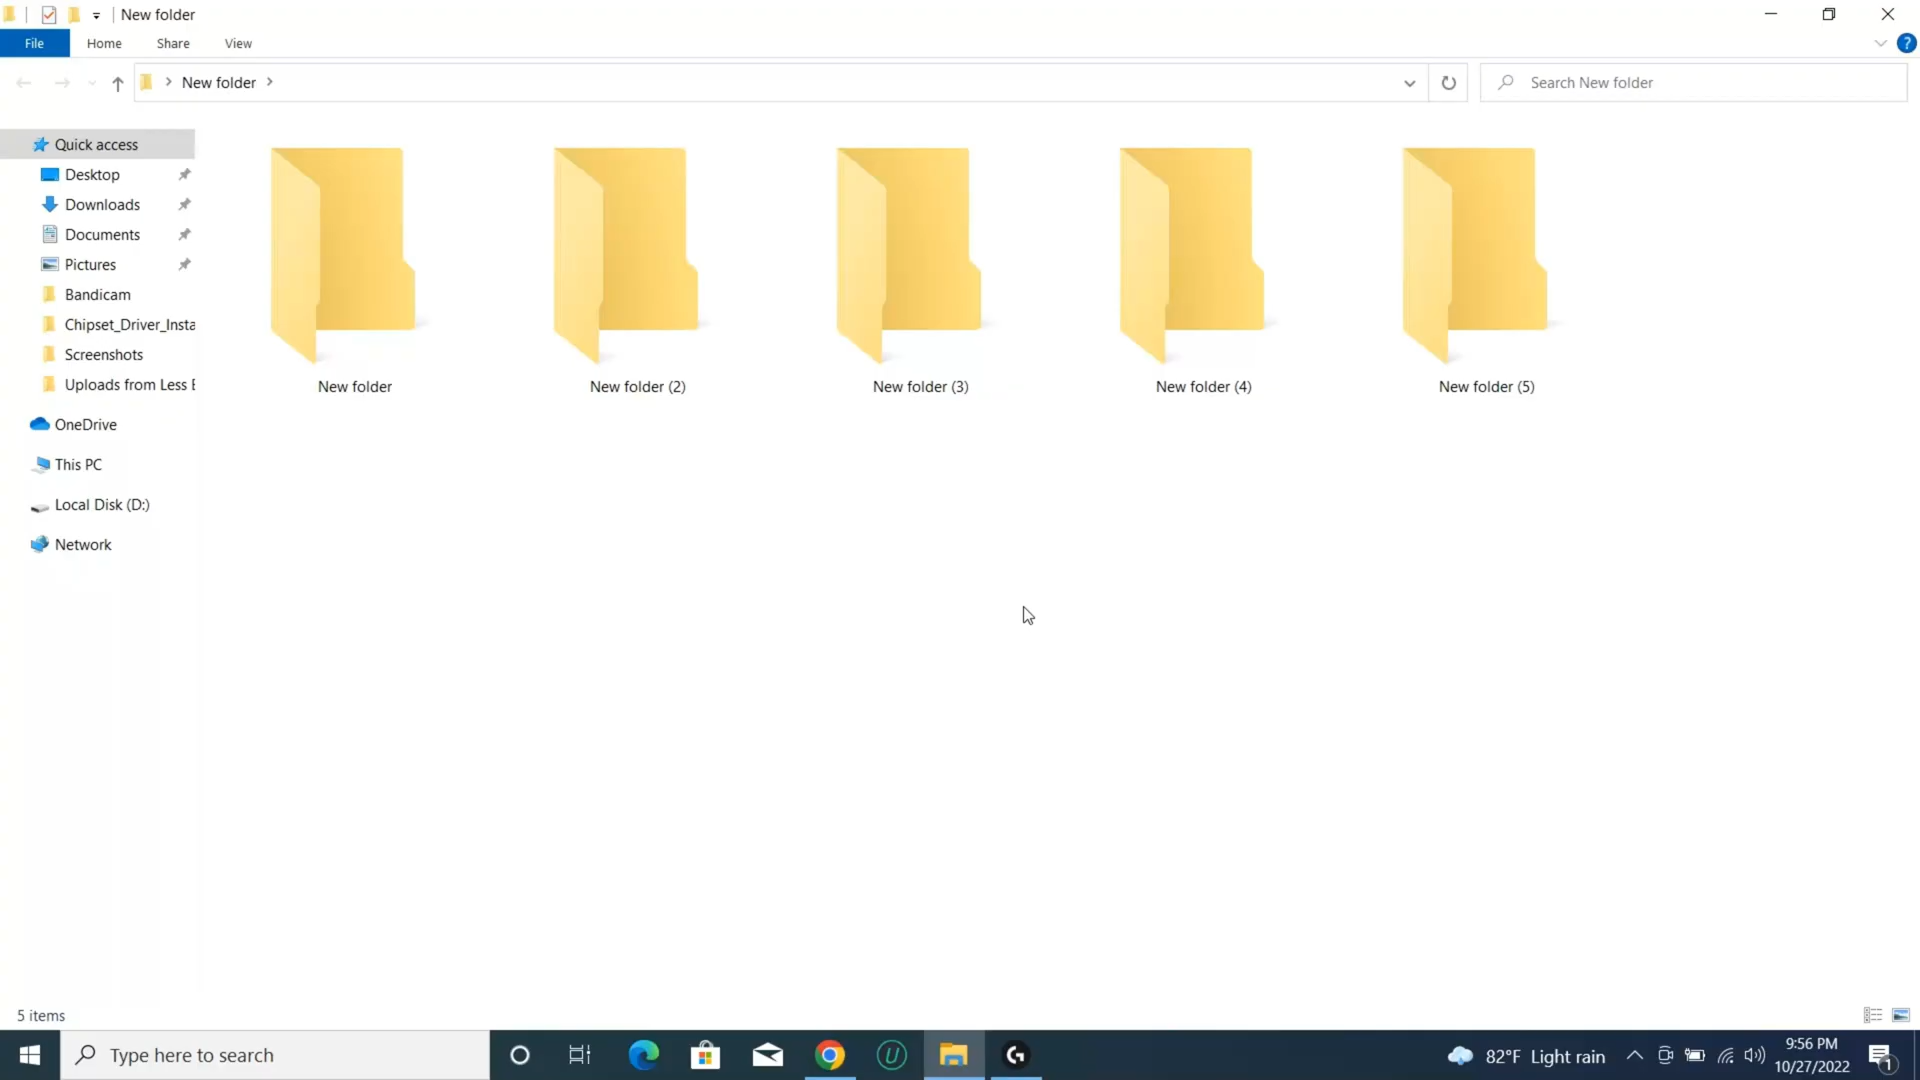 New folder
File Home Share View
New folder
Search New folder
Quick access
Desktop
Downloads
Documents
Pictures
Bandicam
Chipset_Driver_Insta
Screenshots
Uploads from Less E
OneDrive
This PC
Local Disk (D:)
Network
New folder
New folder (2)
New folder (3)
New folder (4)
New folder (5)
5 items
Type here to search
82°F Light rain
9:56 PM
10/27/2022
1